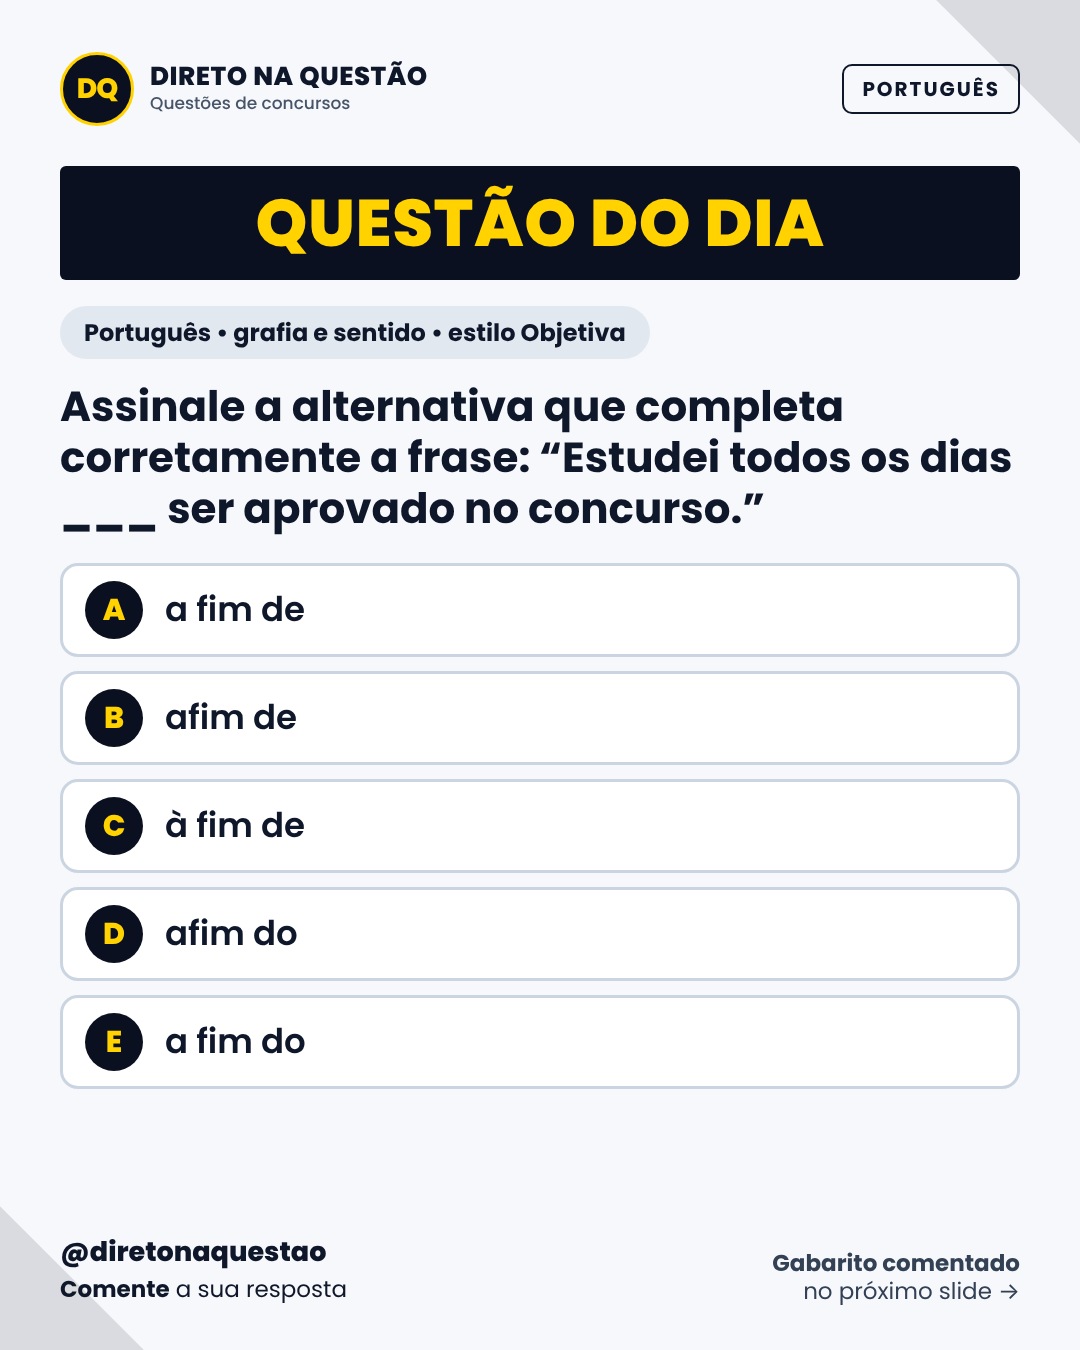 DQ
DIRETO NA QUESTÃO
Questões de concursos
PORTUGUÊS
QUESTÃO DO DIA
Português • grafia e sentido • estilo Objetiva
Assinale a alternativa que completa
corretamente a frase: “Estudei todos os dias
___ ser aprovado no concurso.”
A a fim de
B afim de
C à fim de
D afim do
E a fim do
@diretonaquestao
Comente a sua resposta
Gabarito comentado
no próximo slide →